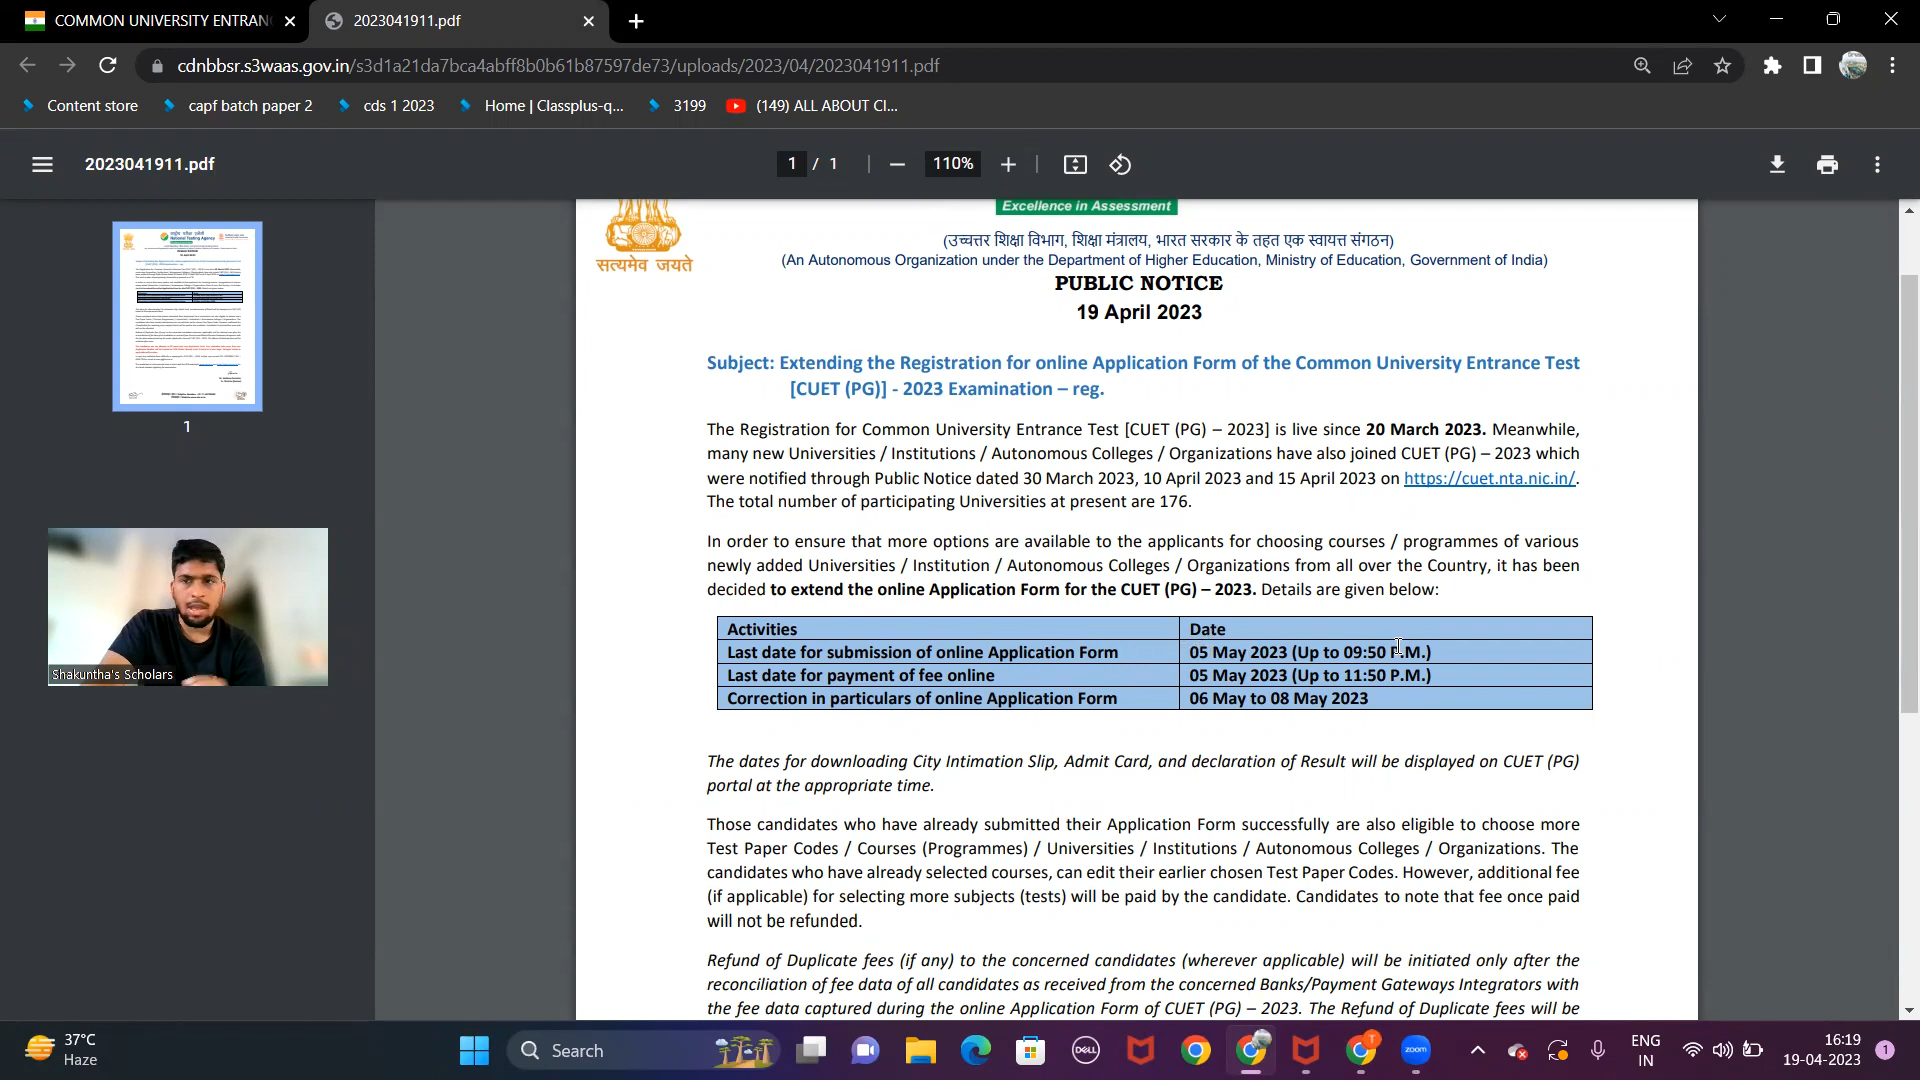 COMMON UNIVERSITY ENTRAN
2023041911.pdf
cdnbbsr.s3waas.gov.in/s3d1a21da7bca4abff8b0b61b87597de73/uploads/2023/04/2023041911.pdf
Content store
capf batch paper 2
cds 1 2023
Home | Classplus-q...
3199
(149) ALL ABOUT CI...
2023041911.pdf
1 / 1
110%
1
Shakuntha's Scholars
Excellence in Assessment
सत्यमेव जयते
(उच्चत्तर शिक्षा विभाग, शिक्षा मंत्रालय, भारत सरकार के तहत एक स्वायत्त संगठन)
(An Autonomous Organization under the Department of Higher Education, Ministry of Education, Government of India)
PUBLIC NOTICE
19 April 2023
Subject: Extending the Registration for online Application Form of the Common University Entrance Test
[CUET (PG)] - 2023 Examination – reg.
The Registration for Common University Entrance Test [CUET (PG) – 2023] is live since 20 March 2023. Meanwhile,
many new Universities / Institutions / Autonomous Colleges / Organizations have also joined CUET (PG) – 2023 which
were notified through Public Notice dated 30 March 2023, 10 April 2023 and 15 April 2023 on https://cuet.nta.nic.in/.
The total number of participating Universities at present are 176.
In order to ensure that more options are available to the applicants for choosing courses / programmes of various
newly added Universities / Institution / Autonomous Colleges / Organizations from all over the Country, it has been
decided to extend the online Application Form for the CUET (PG) – 2023. Details are given below:
Activities Date
Last date for submission of online Application Form 05 May 2023 (Up to 09:50 P.M.)
Last date for payment of fee online 05 May 2023 (Up to 11:50 P.M.)
Correction in particulars of online Application Form 06 May to 08 May 2023
The dates for downloading City Intimation Slip, Admit Card, and declaration of Result will be displayed on CUET (PG)
portal at the appropriate time.
Those candidates who have already submitted their Application Form successfully are also eligible to choose more
Test Paper Codes / Courses (Programmes) / Universities / Institutions / Autonomous Colleges / Organizations. The
candidates who have already selected courses, can edit their earlier chosen Test Paper Codes. However, additional fee
(if applicable) for selecting more subjects (tests) will be paid by the candidate. Candidates to note that fee once paid
will not be refunded.
Refund of Duplicate fees (if any) to the concerned candidates (wherever applicable) will be initiated only after the
reconciliation of fee data of all candidates as received from the concerned Banks/Payment Gateways Integrators with
the fee data captured during the online Application Form of CUET (PG) – 2023. The Refund of Duplicate fees will be
37°C
Haze
Search
DELL
zoom
ENG
IN
16:19
19-04-2023
1